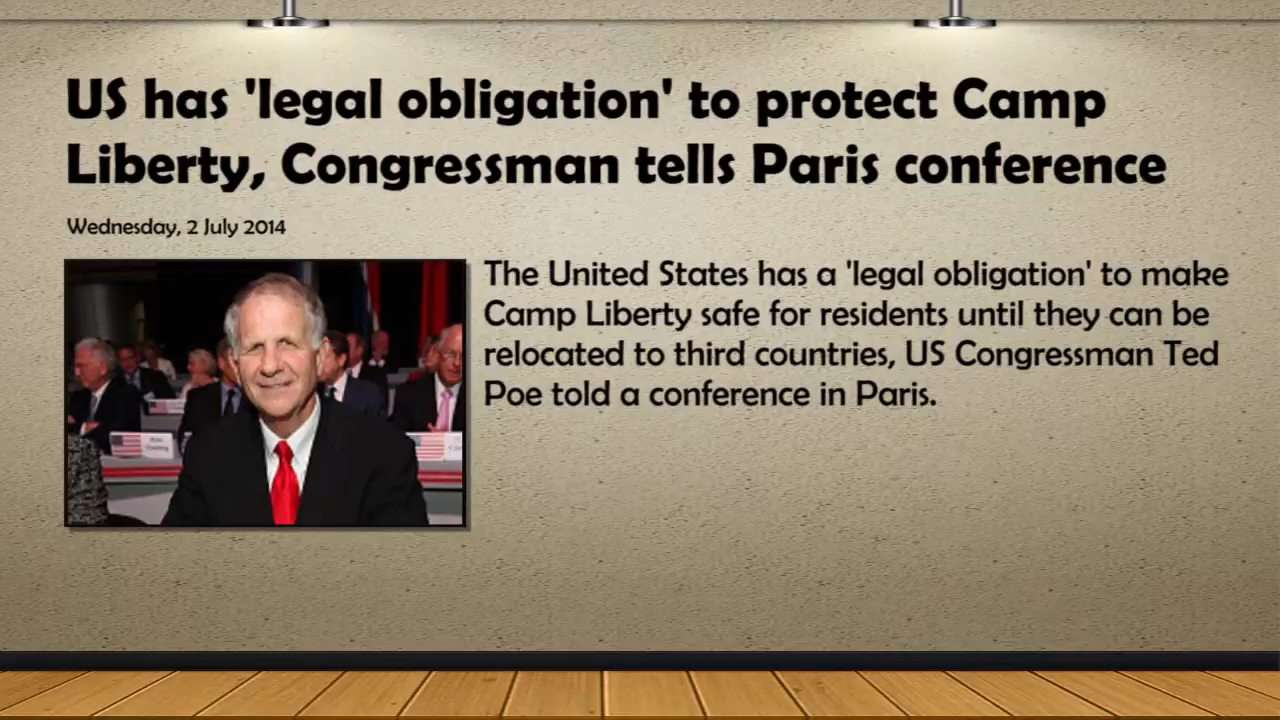 US has 'legal obligation' to protect Camp
Liberty, Congressman tells Paris conference
Wednesday, 2 July 2014
The United States has a 'legal obligation' to make
Camp Liberty safe for residents until they can be
relocated to third countries, US Congressman Ted
Poe told a conference in Paris.